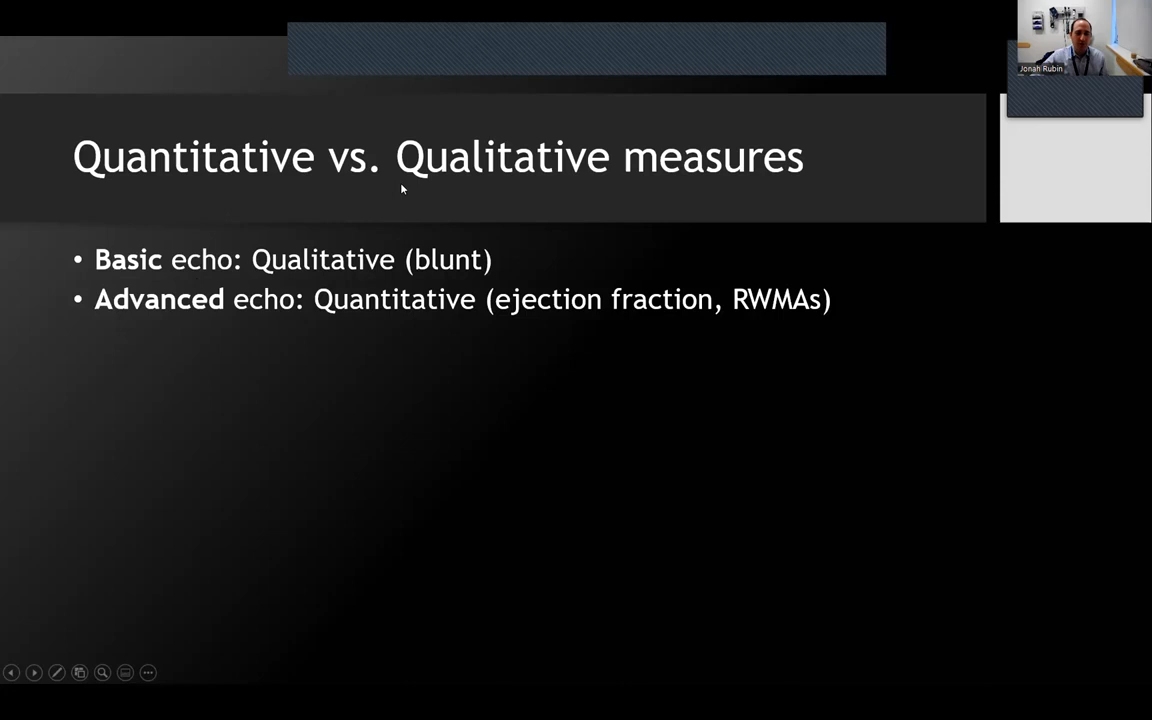 Jonah Rubin
Quantitative vs. Qualitative measures
• Basic echo: Qualitative (blunt)
• Advanced echo: Quantitative (ejection fraction, RWMAs)